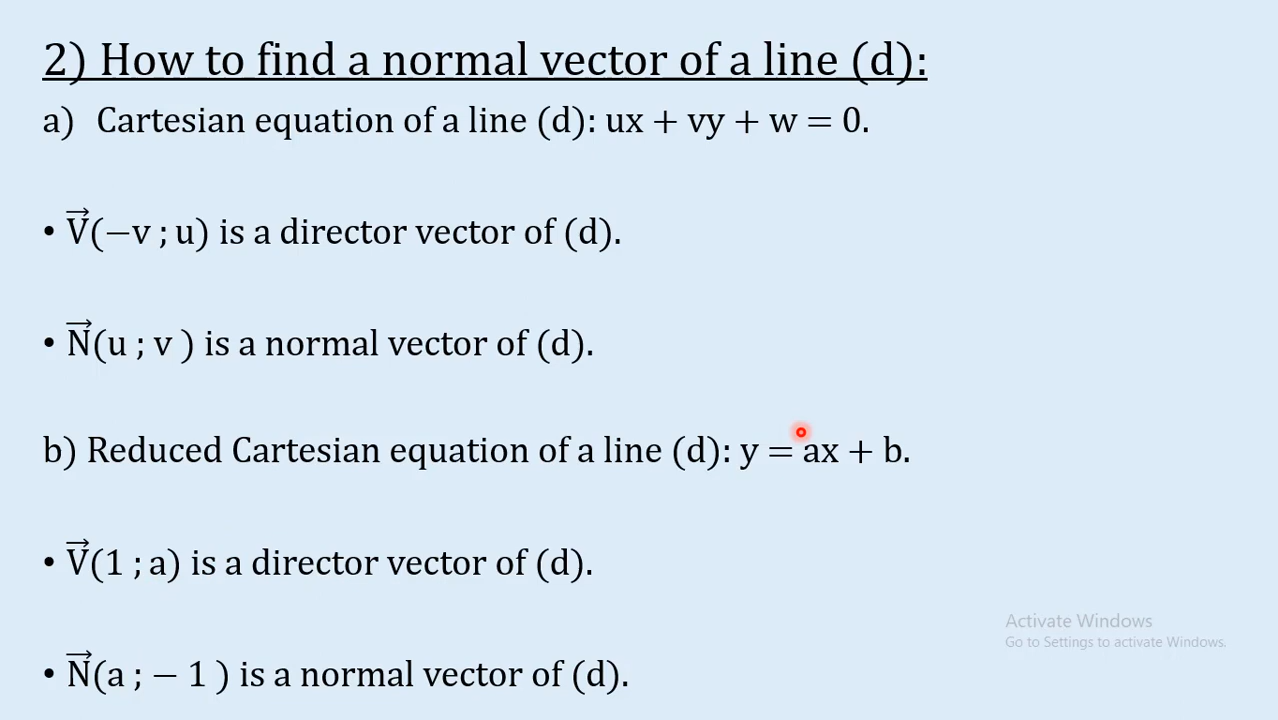 2) How to find a normal vector of a line (d):
a) Cartesian equation of a line (d): ux + vy + w = 0.
• V⃗(−v ; u) is a director vector of (d).
• N⃗(u ; v ) is a normal vector of (d).
b) Reduced Cartesian equation of a line (d): y = ax + b.
• V⃗(1 ; a) is a director vector of (d).
• N⃗(a ; − 1 ) is a normal vector of (d).
Activate Windows
Go to Settings to activate Windows.